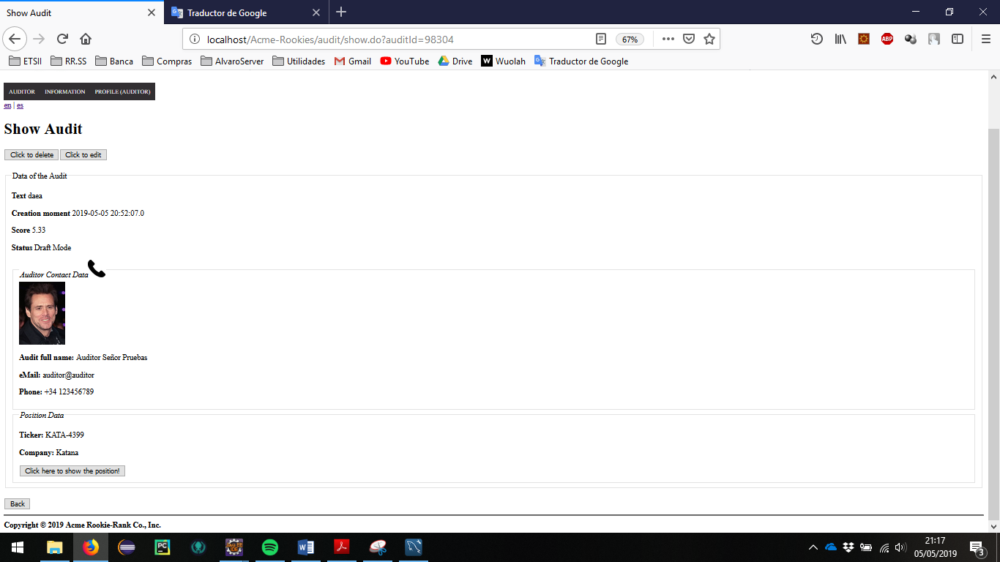 Show Audit
Traductor de Google
localhost/Acme-Rookies/audit/show.do?auditId=98304
67%
ABP
ETSII RR.SS Banca Compras AlvaroServer Utilidades Gmail YouTube Drive W Wuolah Traductor de Google
AUDITOR INFORMATION PROFILE (AUDITOR)
en | es
Show Audit
Click to delete Click to edit
Data of the Audit
Text daea
Creation moment 2019-05-05 20:52:07.0
Score 5.33
Status Draft Mode
Auditor Contact Data
Audit full name: Auditor Señor Pruebas
eMail: auditor@auditor
Phone: +34 123456789
Position Data
Ticker: KATA-4399
Company: Katana
Click here to show the position!
Back
Copyright © 2019 Acme Rookie-Rank Co., Inc.
PC
JAVA EE
IDE
W
21:17
05/05/2019
3